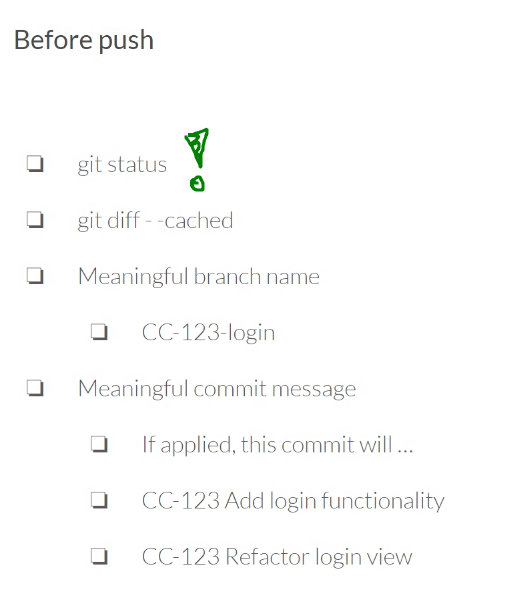 Before push
❏ git status !
❏ git diff - -cached
❏ Meaningful branch name
❏ CC-123-login
❏ Meaningful commit message
❏ If applied, this commit will ...
❏ CC-123 Add login functionality
❏ CC-123 Refactor login view